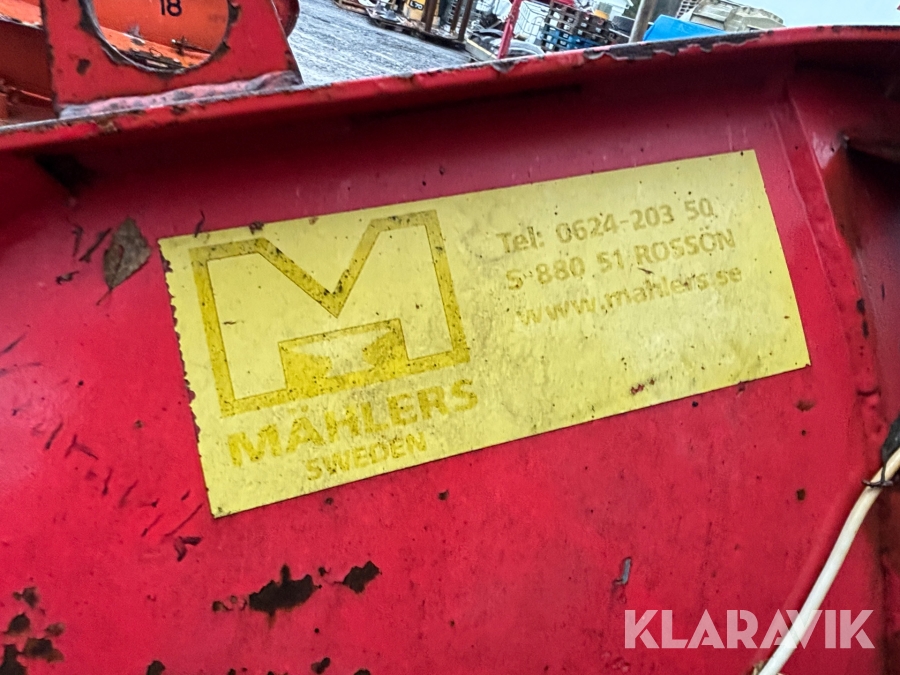 18
Tel: 0624-203 50
S-880 51 ROSSÖN
www.mahlers.se
MÄHLERS
SWEDEN
KLARAVIK